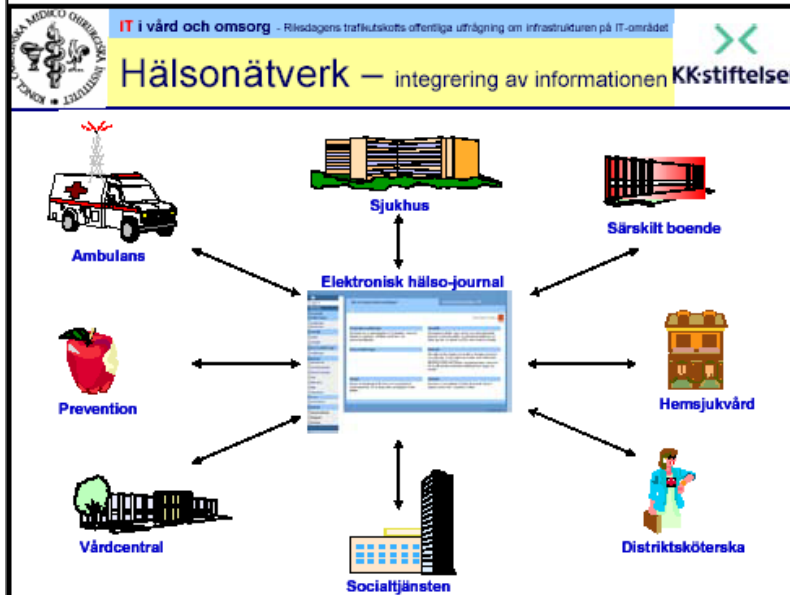 IT i vård och omsorg - Riksdagens trafikutskotts offentliga utfrågning om infrastrukturen på IT-området
Hälsonätverk – integrering av informationen
KK-stiftelsen
Sjukhus
Särskilt boende
Ambulans
Elektronisk hälso-journal
Prevention
Hemsjukvård
Vårdcentral
Distriktsköterska
Socialtjänsten